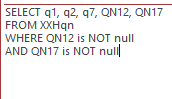 SELECT q1, q2, q7, QN12, QN17
FROM XXHqn
WHERE QN12 is NOT null
AND QN17 is NOT null